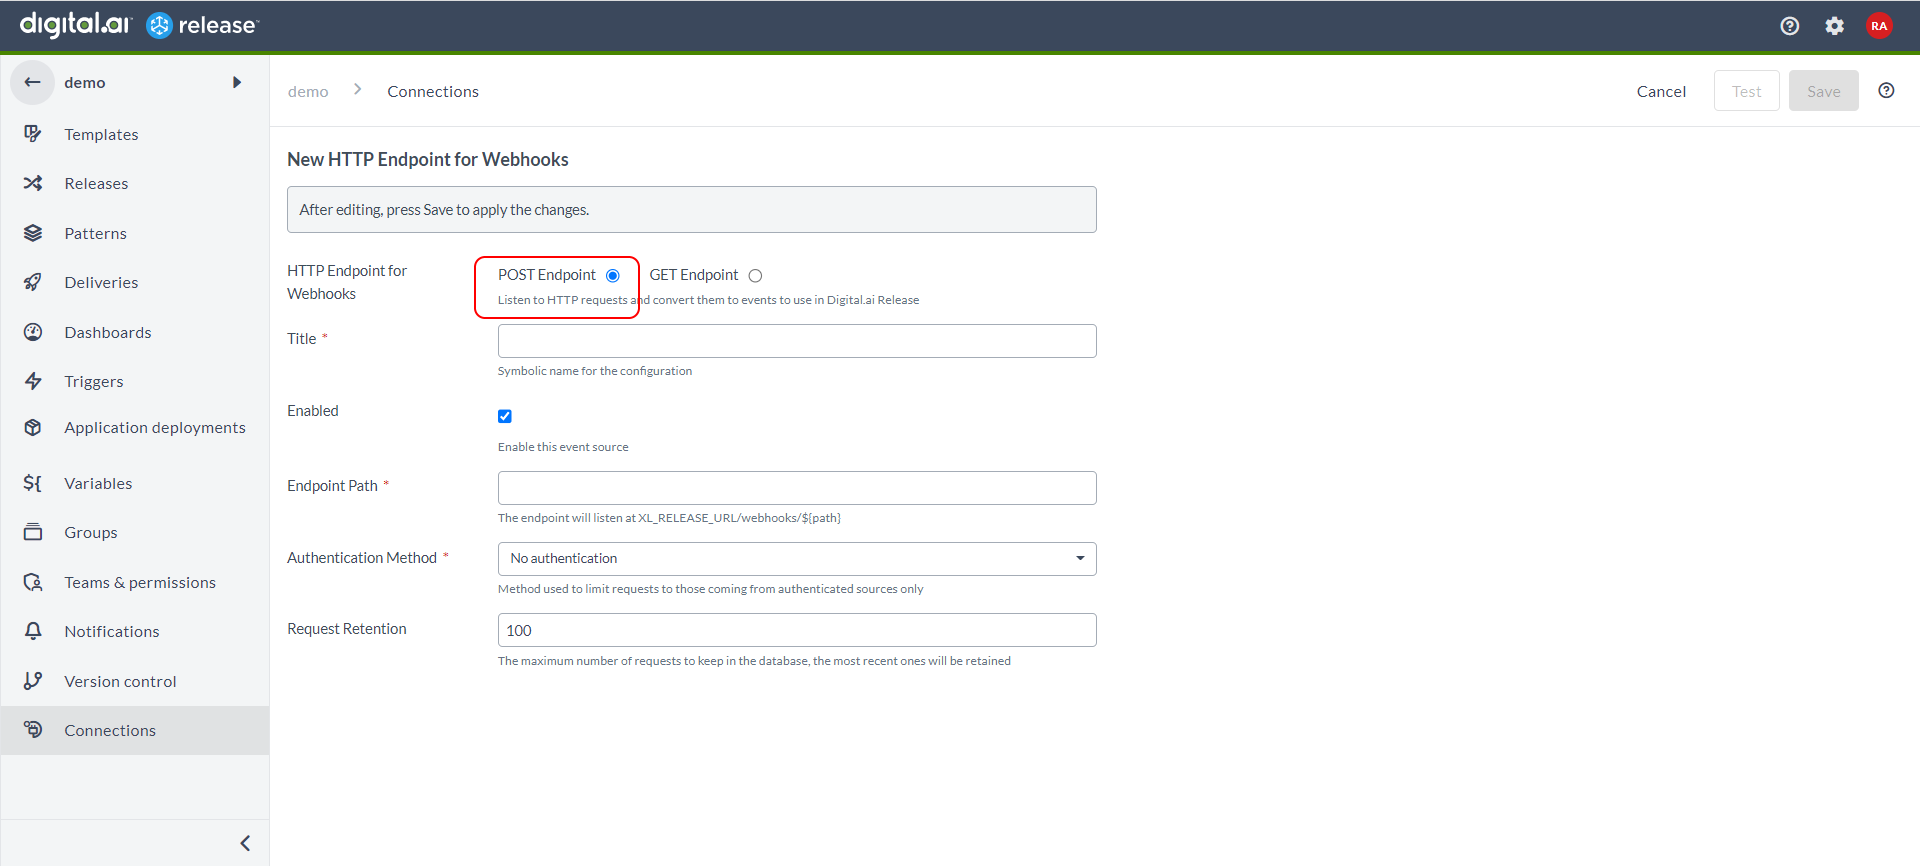 digital.ai release
RA
demo
Templates
Releases
Patterns
Deliveries
Dashboards
Triggers
Application deployments
Variables
Groups
Teams & permissions
Notifications
Version control
Connections
demo > Connections
Cancel
Test
Save
New HTTP Endpoint for Webhooks
After editing, press Save to apply the changes.
HTTP Endpoint for
Webhooks
POST Endpoint GET Endpoint
Listen to HTTP requests and convert them to events to use in Digital.ai Release
Title *
Symbolic name for the configuration
Enabled
Enable this event source
Endpoint Path *
The endpoint will listen at XL_RELEASE_URL/webhooks/${path}
Authentication Method *
No authentication
Method used to limit requests to those coming from authenticated sources only
Request Retention
100
The maximum number of requests to keep in the database, the most recent ones will be retained